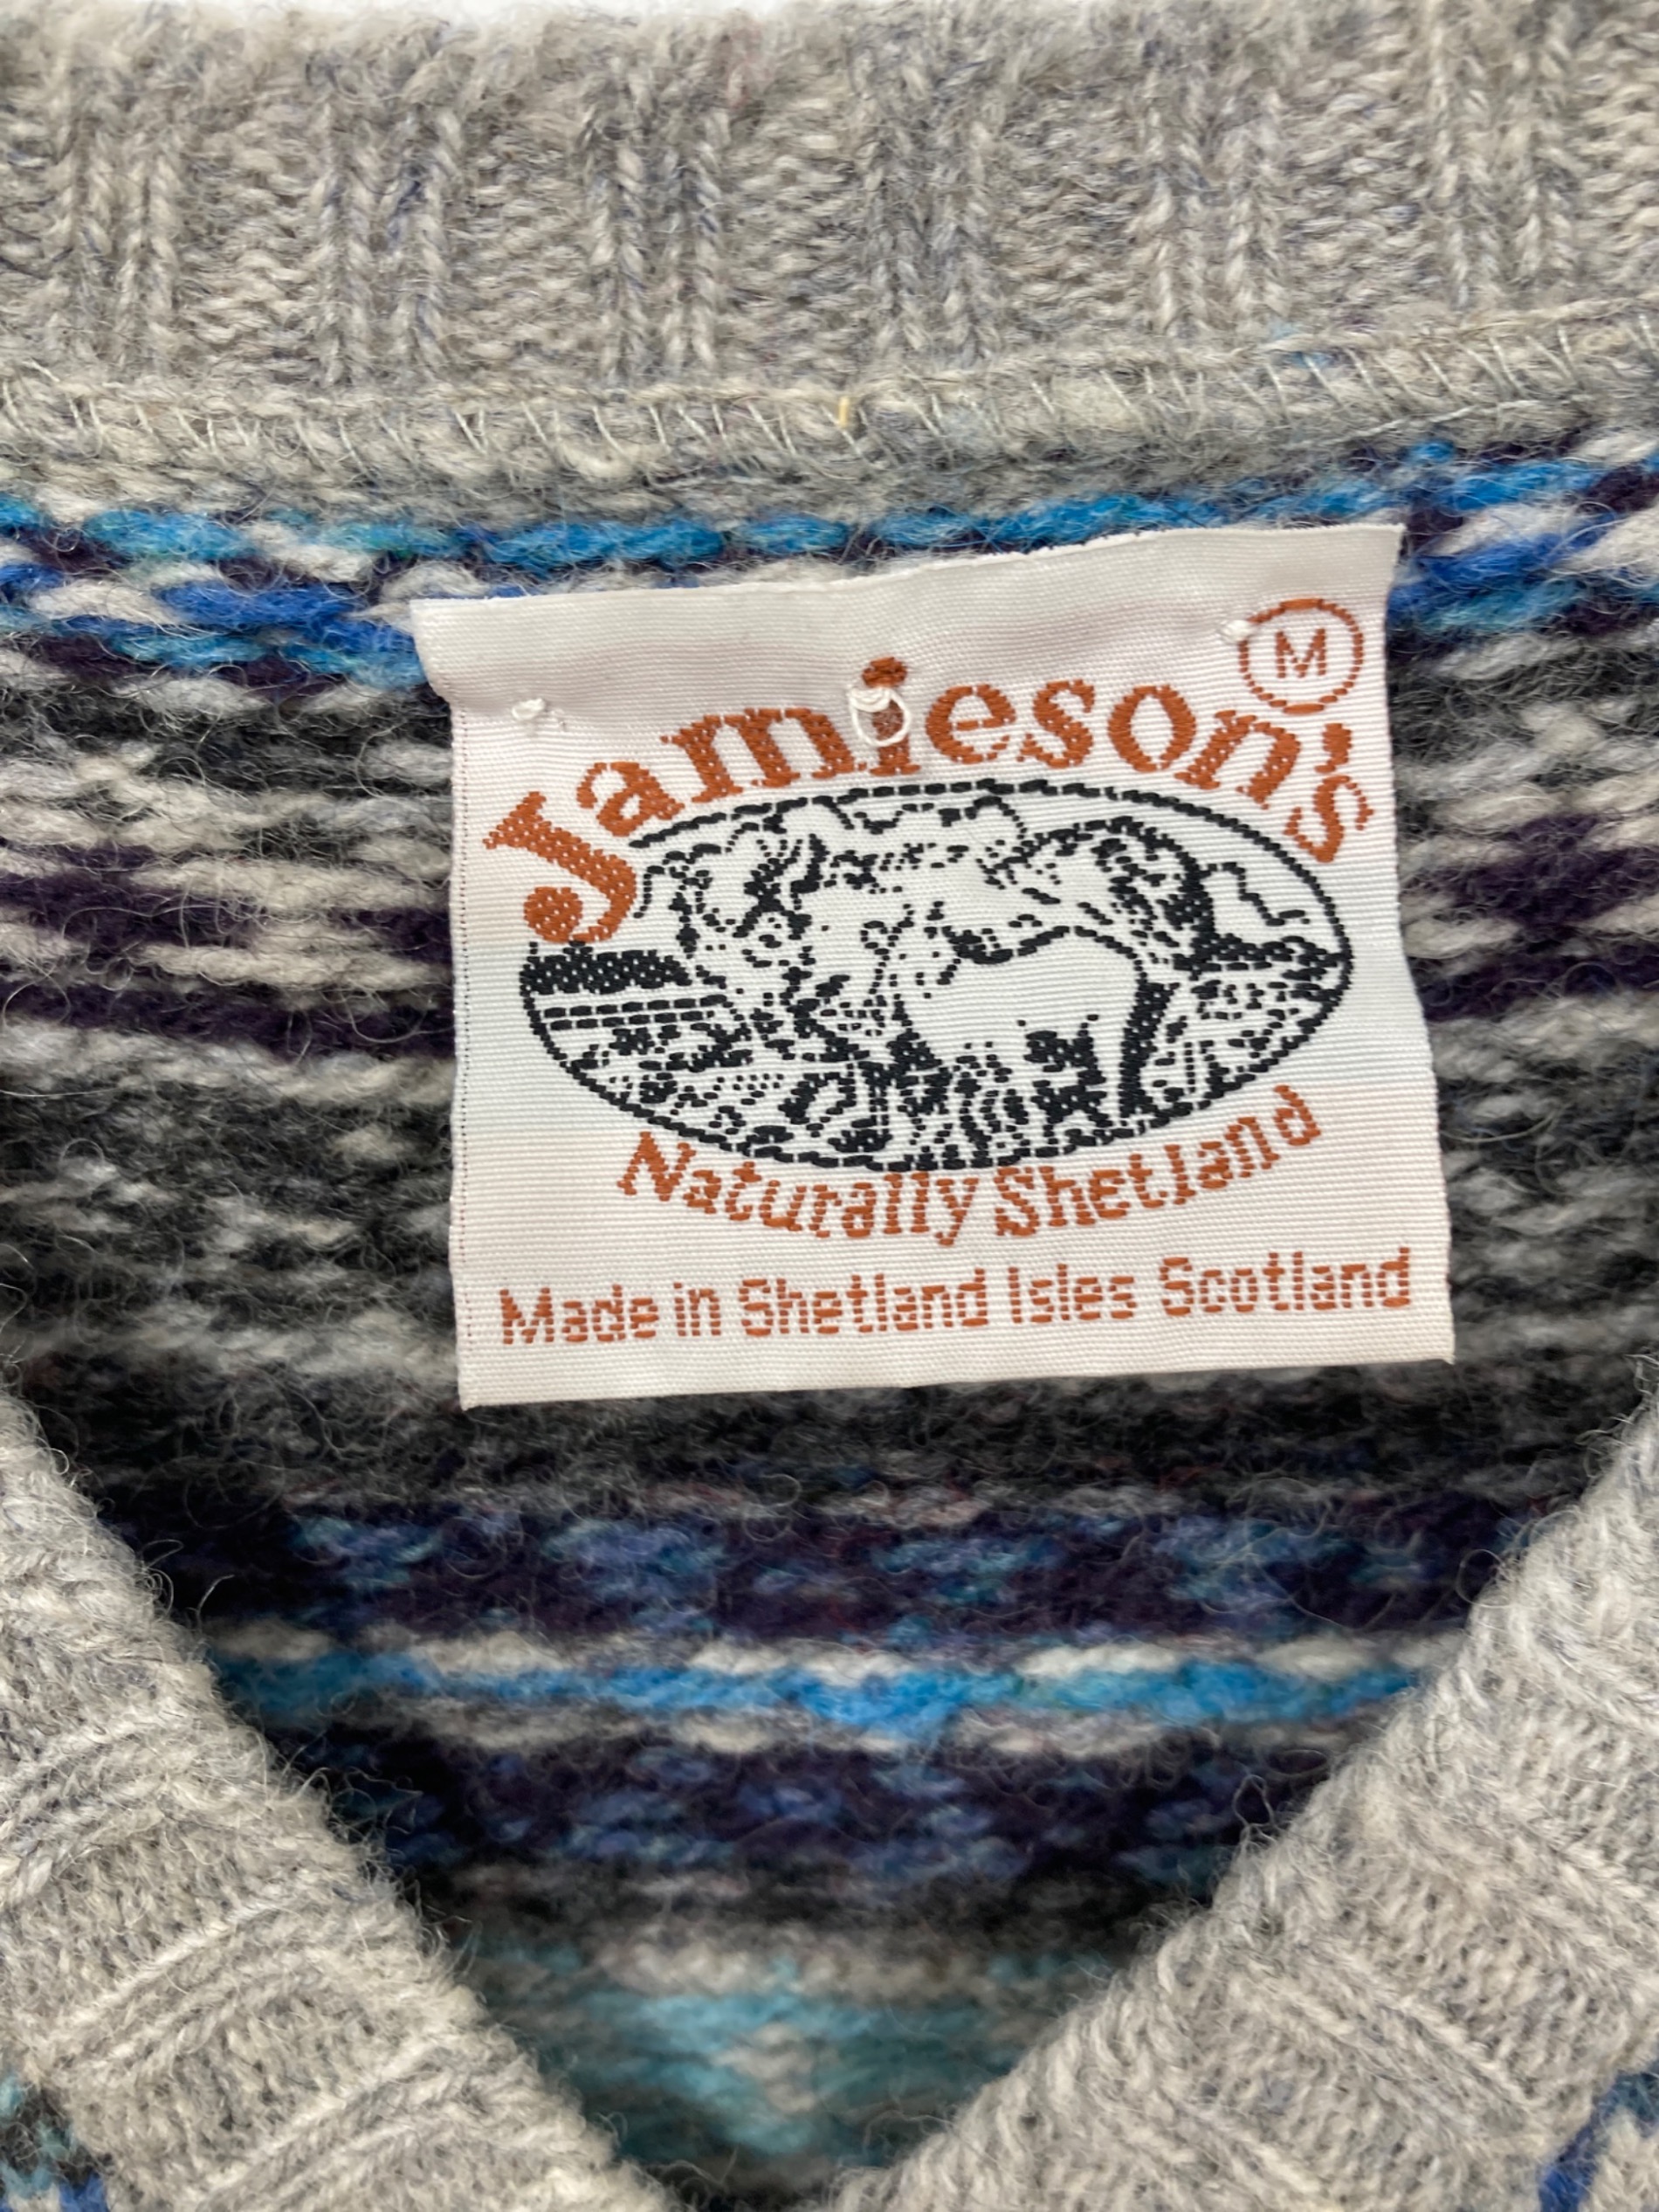 M
Jamieson's
Naturally Shetland
Made in Shetland Isles Scotland